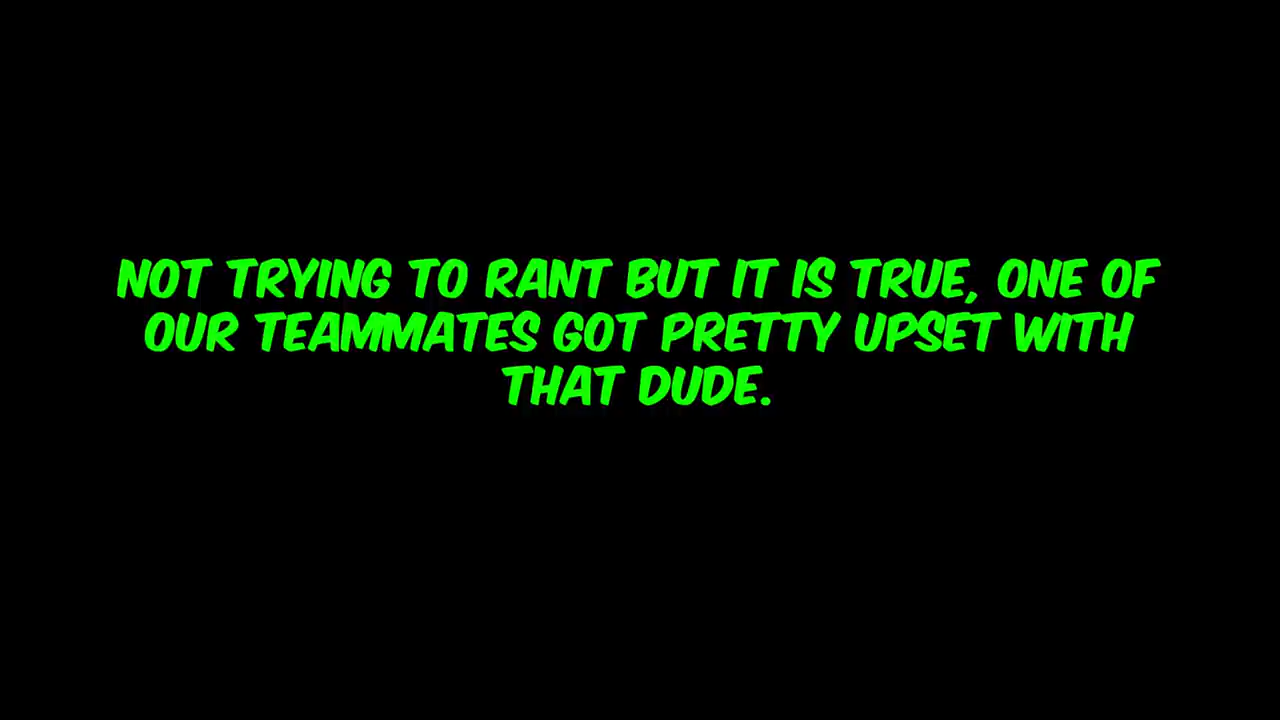 NOT TRYING TO RANT BUT IT IS TRUE, ONE OF
OUR TEAMMATES GOT PRETTY UPSET WITH
THAT DUDE.